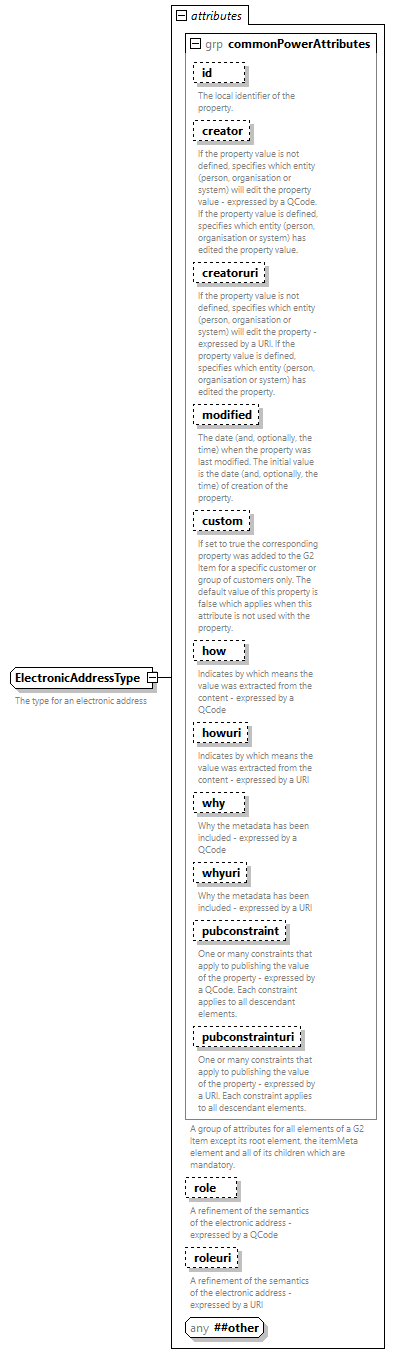 attributes
grp commonPowerAttributes
id
The local identifier of the
property.
creator
If the property value is not
defined, specifies which entity
(person, organisation or
system) will edit the property
value - expressed by a QCode.
If the property value is defined,
specifies which entity (person,
organisation or system) has
edited the property value.
creatoruri
If the property value is not
defined, specifies which entity
(person, organisation or
system) will edit the property -
expressed by a URI. If the
property value is defined,
specifies which entity (person,
organisation or system) has
edited the property.
modified
The date (and, optionally, the
time) when the property was
last modified. The initial value
is the date (and, optionally, the
time) of creation of the
property.
custom
If set to true the corresponding
property was added to the G2
Item for a specific customer or
group of customers only. The
default value of this property is
false which applies when this
attribute is not used with the
property.
how
Indicates by which means the
value was extracted from the
content - expressed by a
QCode
howuri
Indicates by which means the
value was extracted from the
content - expressed by a URI
why
Why the metadata has been
included - expressed by a
QCode
whyuri
Why the metadata has been
included - expressed by a URI
pubconstraint
One or many constraints that
apply to publishing the value
of the property - expressed by
a QCode. Each constraint
applies to all descendant
elements.
pubconstrainturi
One or many constraints that
apply to publishing the value
of the property - expressed by
a URI. Each constraint applies
to all descendant elements.
A group of attributes for all elements of a G2
Item except its root element, the itemMeta
element and all of its children which are
mandatory.
role
A refinement of the semantics
of the electronic address -
expressed by a QCode
roleuri
A refinement of the semantics
of the electronic address -
expressed by a URI
any ##other
ElectronicAddressType
The type for an electronic address